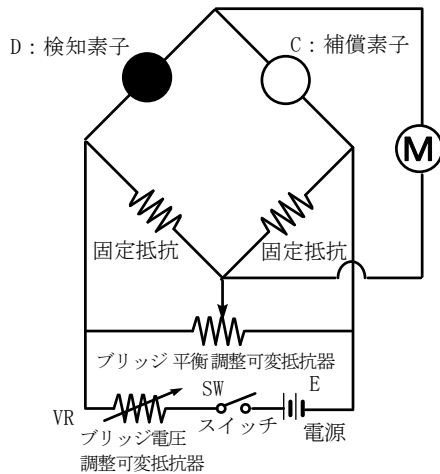 D：検知素子
C：補償素子
M
固定抵抗
固定抵抗
ブリッジ 平衡 調整可変抵抗器
SW
E
VR
スイッチ
電源
ブリッジ電圧
調整可変抵抗器